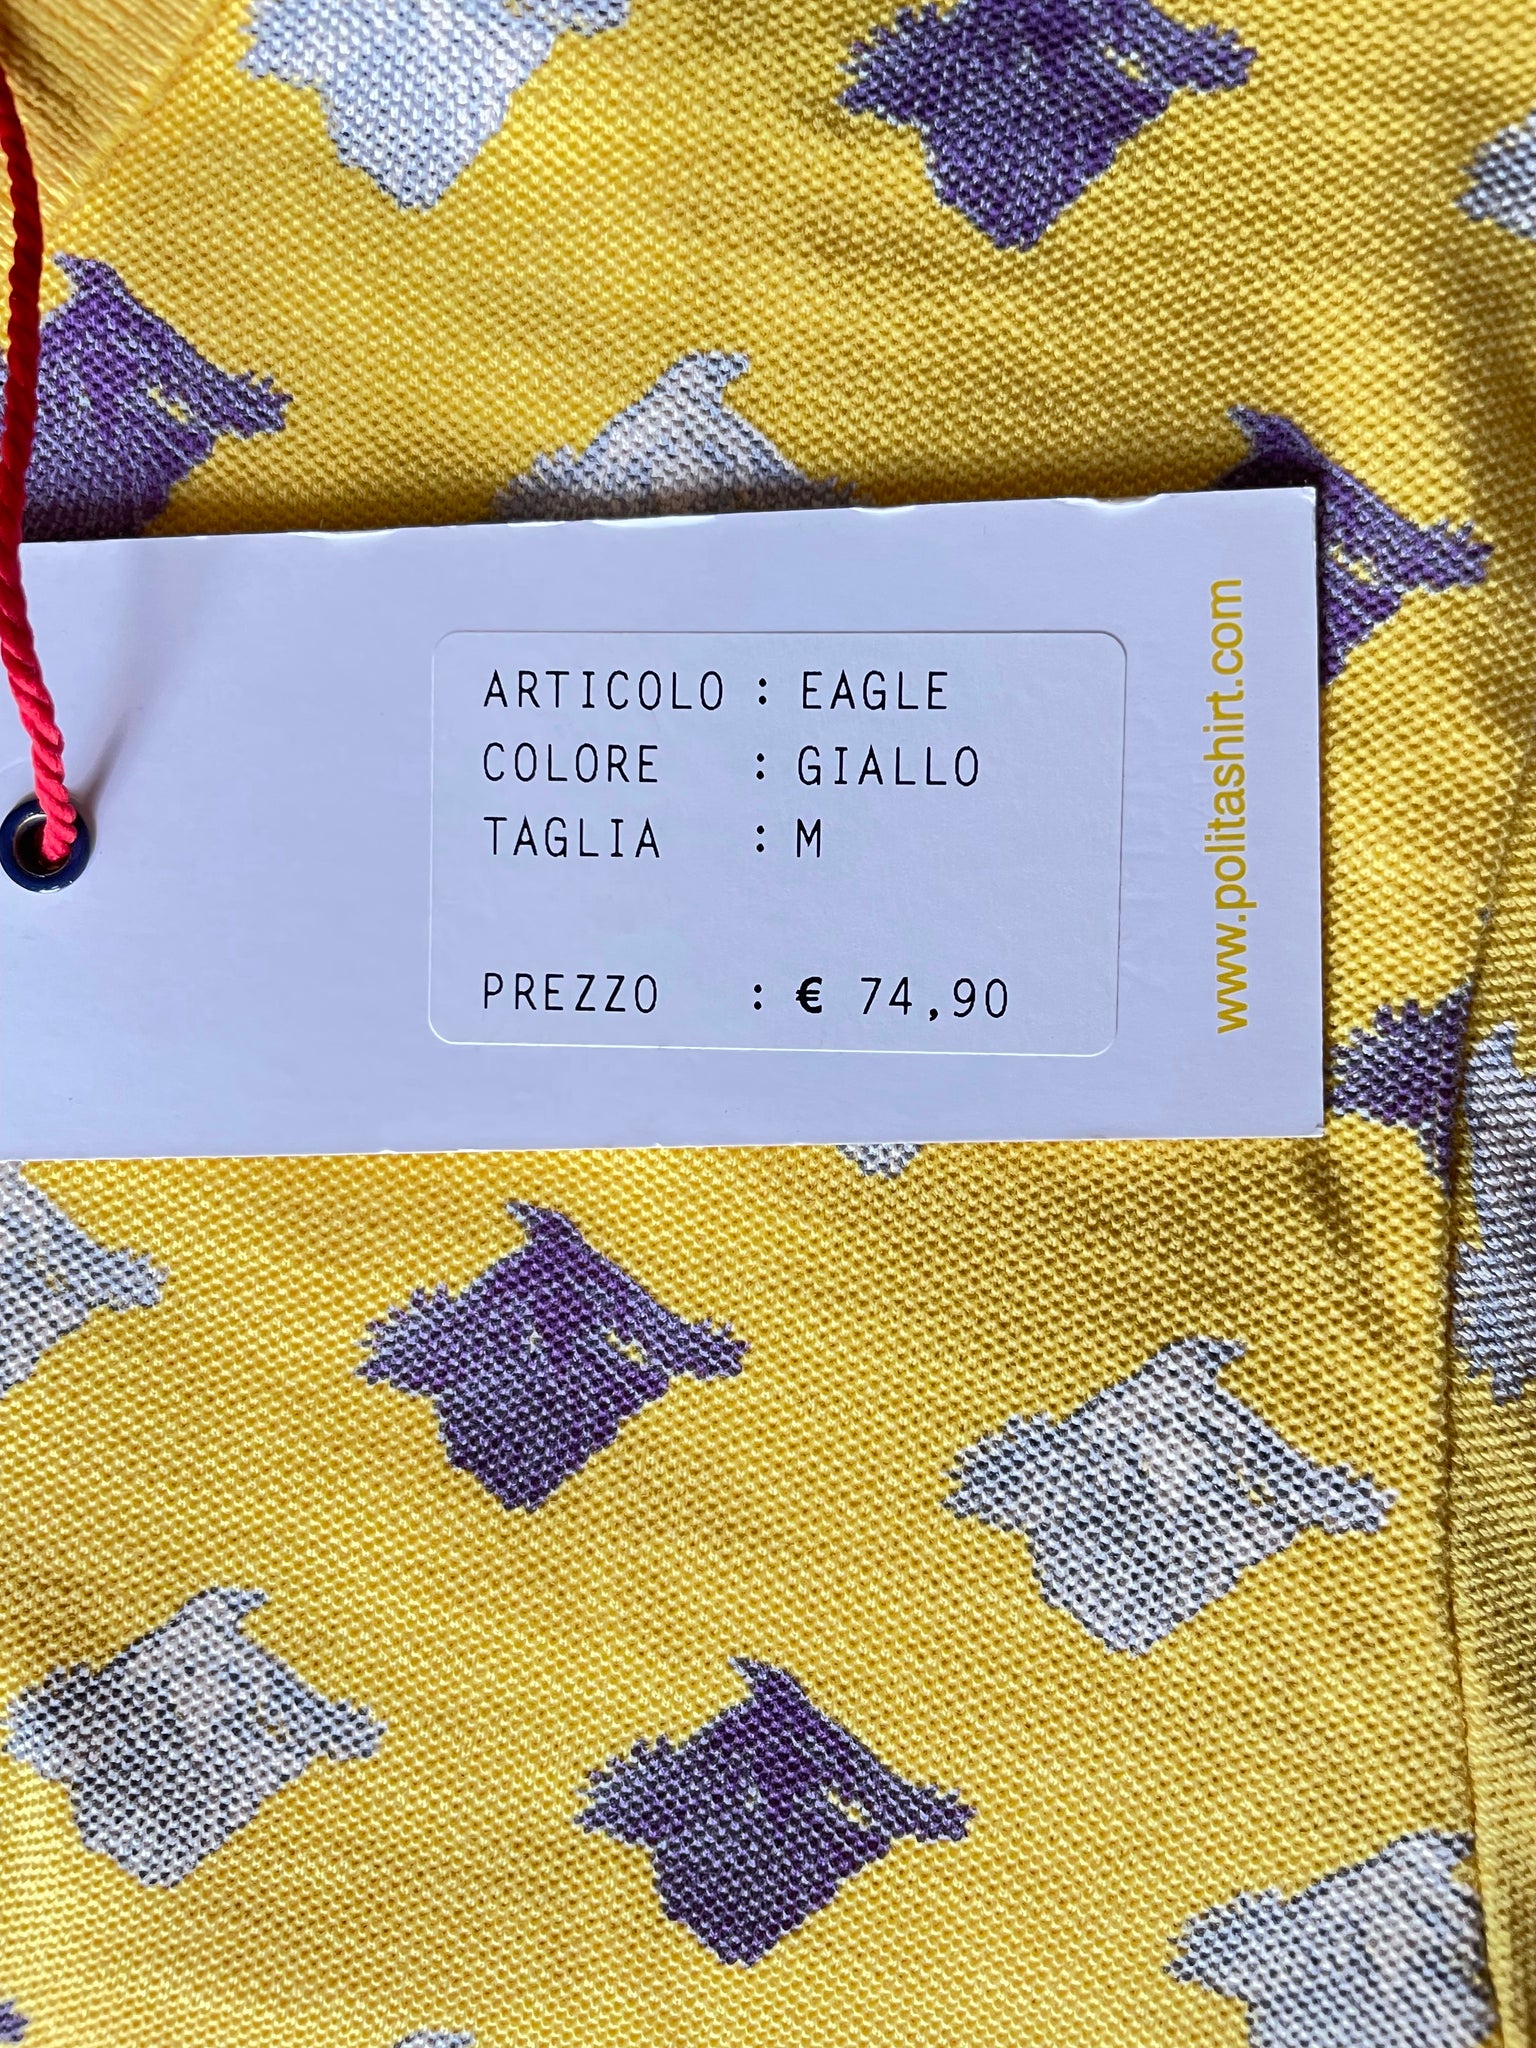 ARTICOLO : EAGLE
COLORE : GIALLO
TAGLIA : M
PREZZO : € 74,90
www.politashirt.com